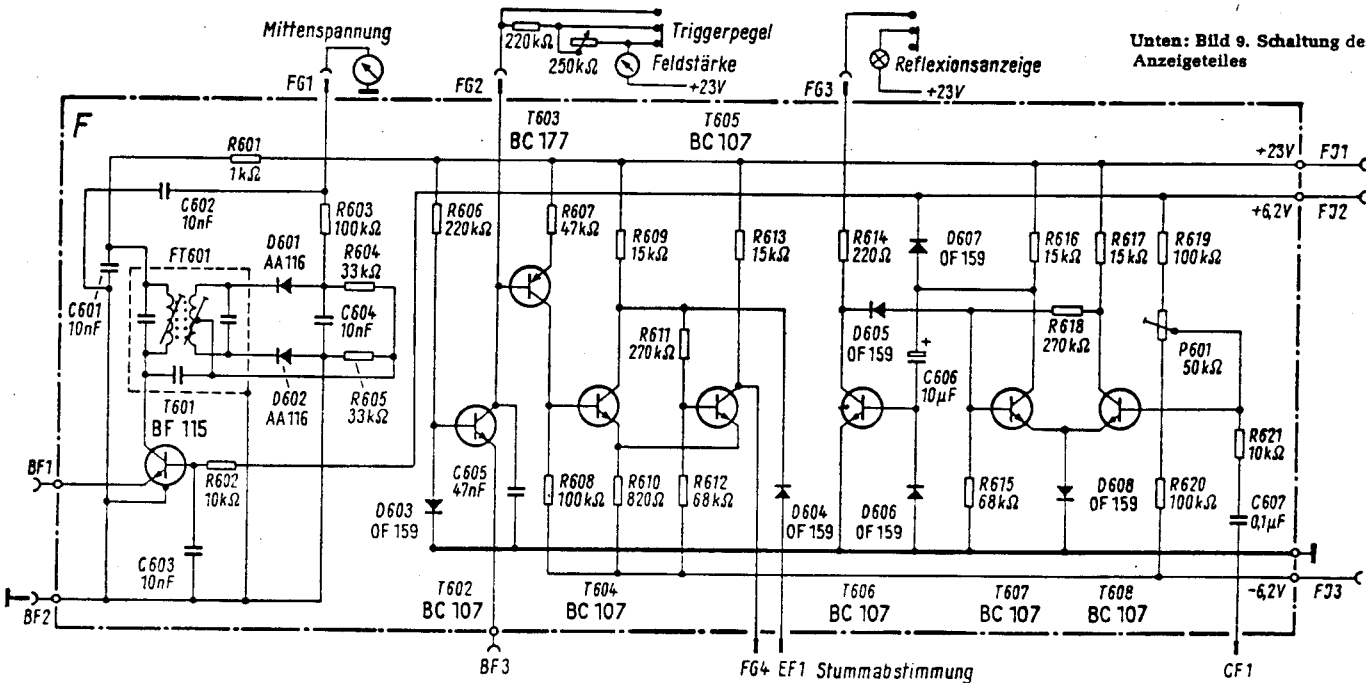 Mittenspannung
220kΩ
Triggerpegel
250kΩ
Feldstärke
+23V
Reflexionsanzeige
+23V
Unten: Bild 9. Schaltung de
Anzeigeteiles
FG1
FG2
FG3
F
T603
BC 177
T605
BC 107
R601
1kΩ
+23V
FJ1
C602
10nF
+6,2V
FJ2
R603
100kΩ
R606
220kΩ
R607
47kΩ
R609
15kΩ
R613
15kΩ
R614
220Ω
D607
OF 159
R616
15kΩ
R617
15kΩ
R619
100kΩ
FT601
D601
AA116
R604
33kΩ
C601
10nF
C604
10nF
R611
270kΩ
D605
OF 159
R618
270kΩ
P601
50kΩ
+
C606
10µF
D602
AA116
R605
33kΩ
T601
BF 115
BF1
R602
10kΩ
C605
47nF
R621
10kΩ
D603
OF 159
R608
100kΩ
R610
820Ω
R612
68kΩ
D604
OF 159
D606
OF 159
R615
68kΩ
D608
OF 159
R620
100kΩ
C607
0,1µF
C603
10nF
BF2
T602
BC 107
T604
BC 107
T606
BC 107
T607
BC 107
T608
BC 107
-6,2V
FJ3
BF3
FG4 EF1 Stummabstimmung
CF1